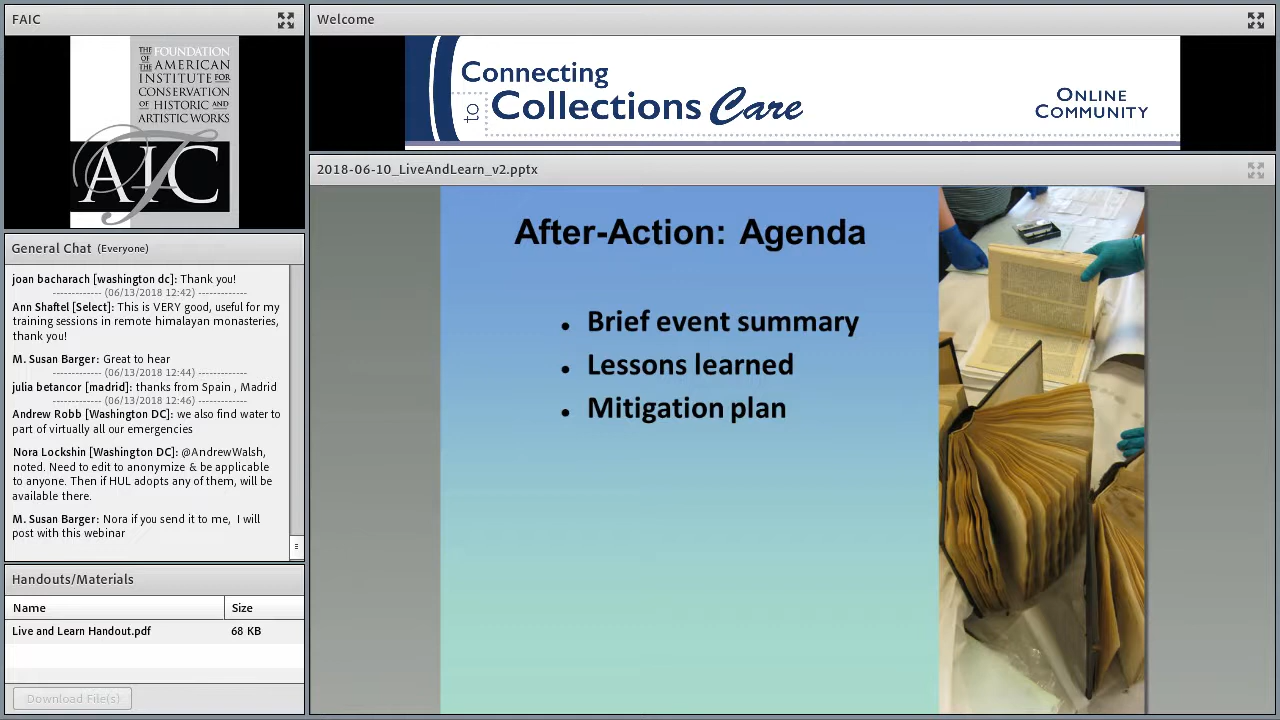 FAIC
THE FOUNDATION
OF THE AMERICAN
INSTITUTE FOR
CONSERVATION
OF HISTORIC AND
ARTISTIC WORKS
AIC
General Chat (Everyone)
joan bacharach [washington dc]: Thank you!
------------- (06/13/2018 12:42) -------------
Ann Shaftel [Select]: This is VERY good, useful for my
training sessions in remote himalayan monasteries,
thank you!
M. Susan Barger: Great to hear
------------- (06/13/2018 12:44) -------------
julia betancor [madrid]: thanks from Spain , Madrid
------------- (06/13/2018 12:46) -------------
Andrew Robb [Washington DC]: we also find water to
part of virtually all our emergencies
Nora Lockshin [Washington DC]: @AndrewWalsh,
noted. Need to edit to anonymize & be applicable
to anyone. Then if HUL adopts any of them, will be
available there.
M. Susan Barger: Nora if you send it to me,  I will
post with this webinar
Handouts/Materials
Name Size
Live and Learn Handout.pdf 68 KB
Download File(s)
Welcome
Connecting
to Collections Care
ONLINE
COMMUNITY
2018-06-10_LiveAndLearn_v2.pptx
After-Action: Agenda
• Brief event summary
• Lessons learned
• Mitigation plan